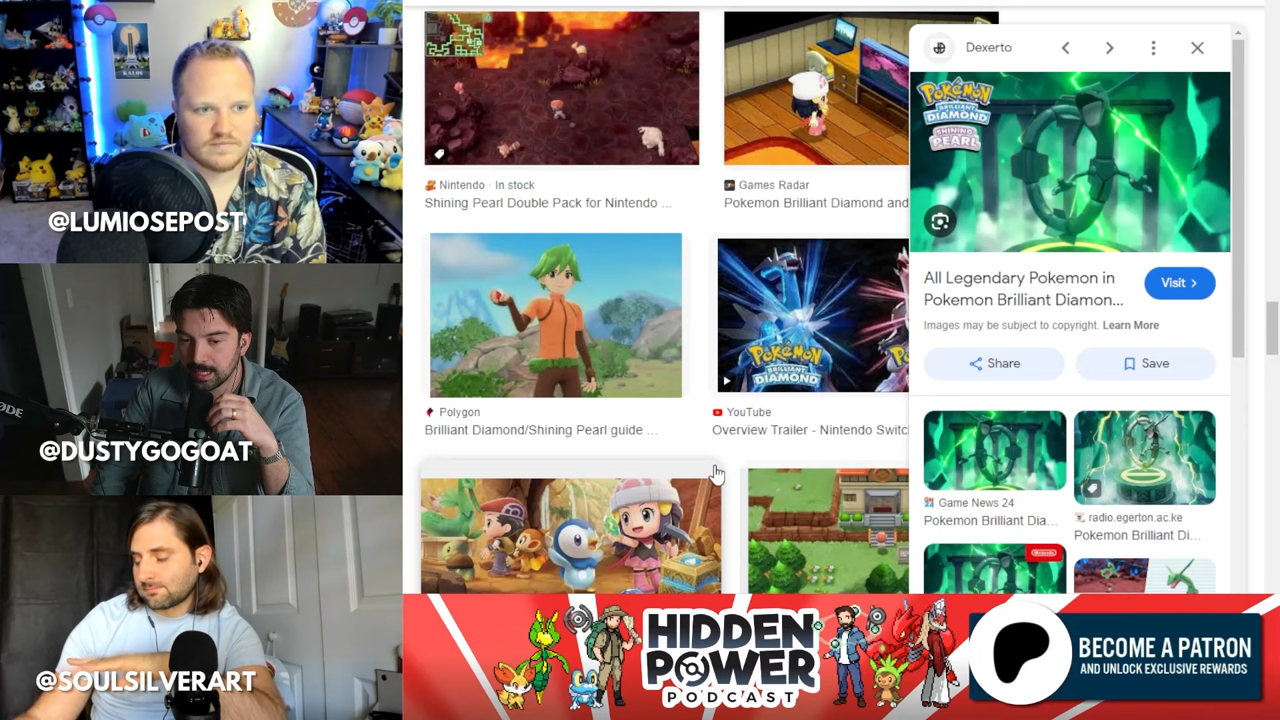 KALOS
@LUMIOSEPOST
ØDE
@DUSTYGOGOAT
@SOULSILVERART
Nintendo · In stock
Shining Pearl Double Pack for Nintendo ...
Games Radar
Pokemon Brilliant Diamond and
Polygon
Brilliant Diamond/Shining Pearl guide ...
POKéMON
BRILLIANT
DIAMOND
YouTube
Overview Trailer - Nintendo Switc
Dexerto
POKéMON
BRILLIANT
DIAMOND
SHINING
PEARL
All Legendary Pokemon in
Pokemon Brilliant Diamon...
Visit
Images may be subject to copyright. Learn More
Share
Save
Game News 24
Pokemon Brilliant Dia...
radio.egerton.ac.ke
Pokemon Brilliant Di...
Nintendo
HIDDEN
POWER
PODCAST
BECOME A PATRON
AND UNLOCK EXCLUSIVE REWARDS